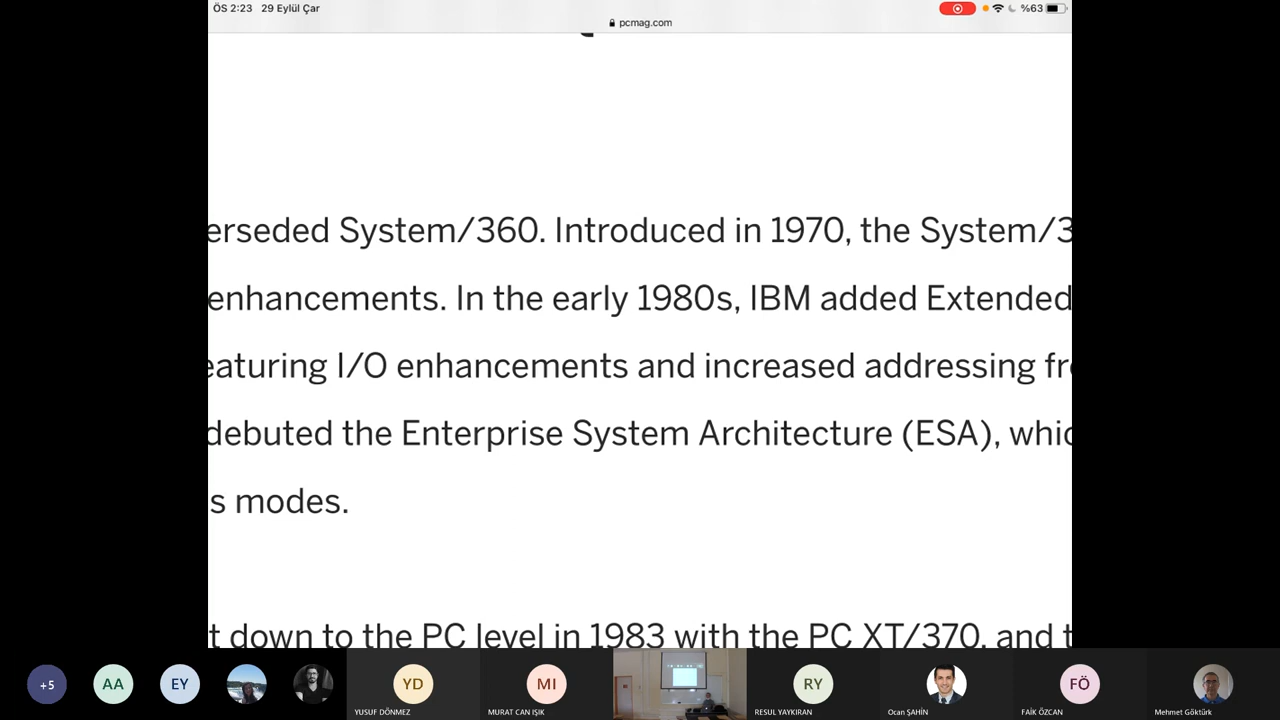 ÖS 2:23 29 Eylül Çar
%63
pcmag.com
erseded System/360. Introduced in 1970, the System/3
enhancements. In the early 1980s, IBM added Extended
eaturing I/O enhancements and increased addressing fr
debuted the Enterprise System Architecture (ESA), whic
s modes.
t down to the PC level in 1983 with the PC XT/370, and t
+5 AA EY YD MI RY FÖ
YUSUF DÖNMEZ MURAT CAN IŞIK RESUL YAYKIRAN Ocan ŞAHİN FAİK ÖZCAN Mehmet Göktürk